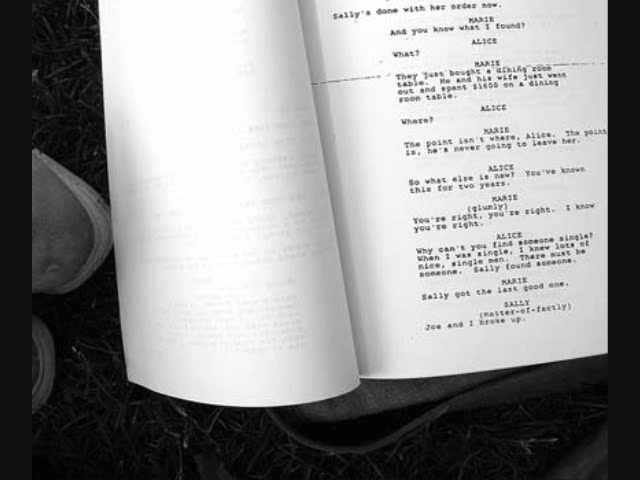 Sally's done with her order now.
MARIE
And you know what I found?
ALICE
What?
MARIE
They just bought a dining room
table. He and his wife just went
out and spent $1600 on a dining
room table.
ALICE
Where?
MARIE
The point isn't where, Alice. The point
is, he's never going to leave her.
ALICE
So what else is new? You've known
this for two years.
MARIE
(glumly)
You're right, you're right. I know
you're right.
ALICE
Why can't you find someone single?
When I was single, I knew lots of
nice, single men. There must be
someone. Sally found someone.
MARIE
Sally got the last good one.
SALLY
(matter-of-factly)
Joe and I broke up.